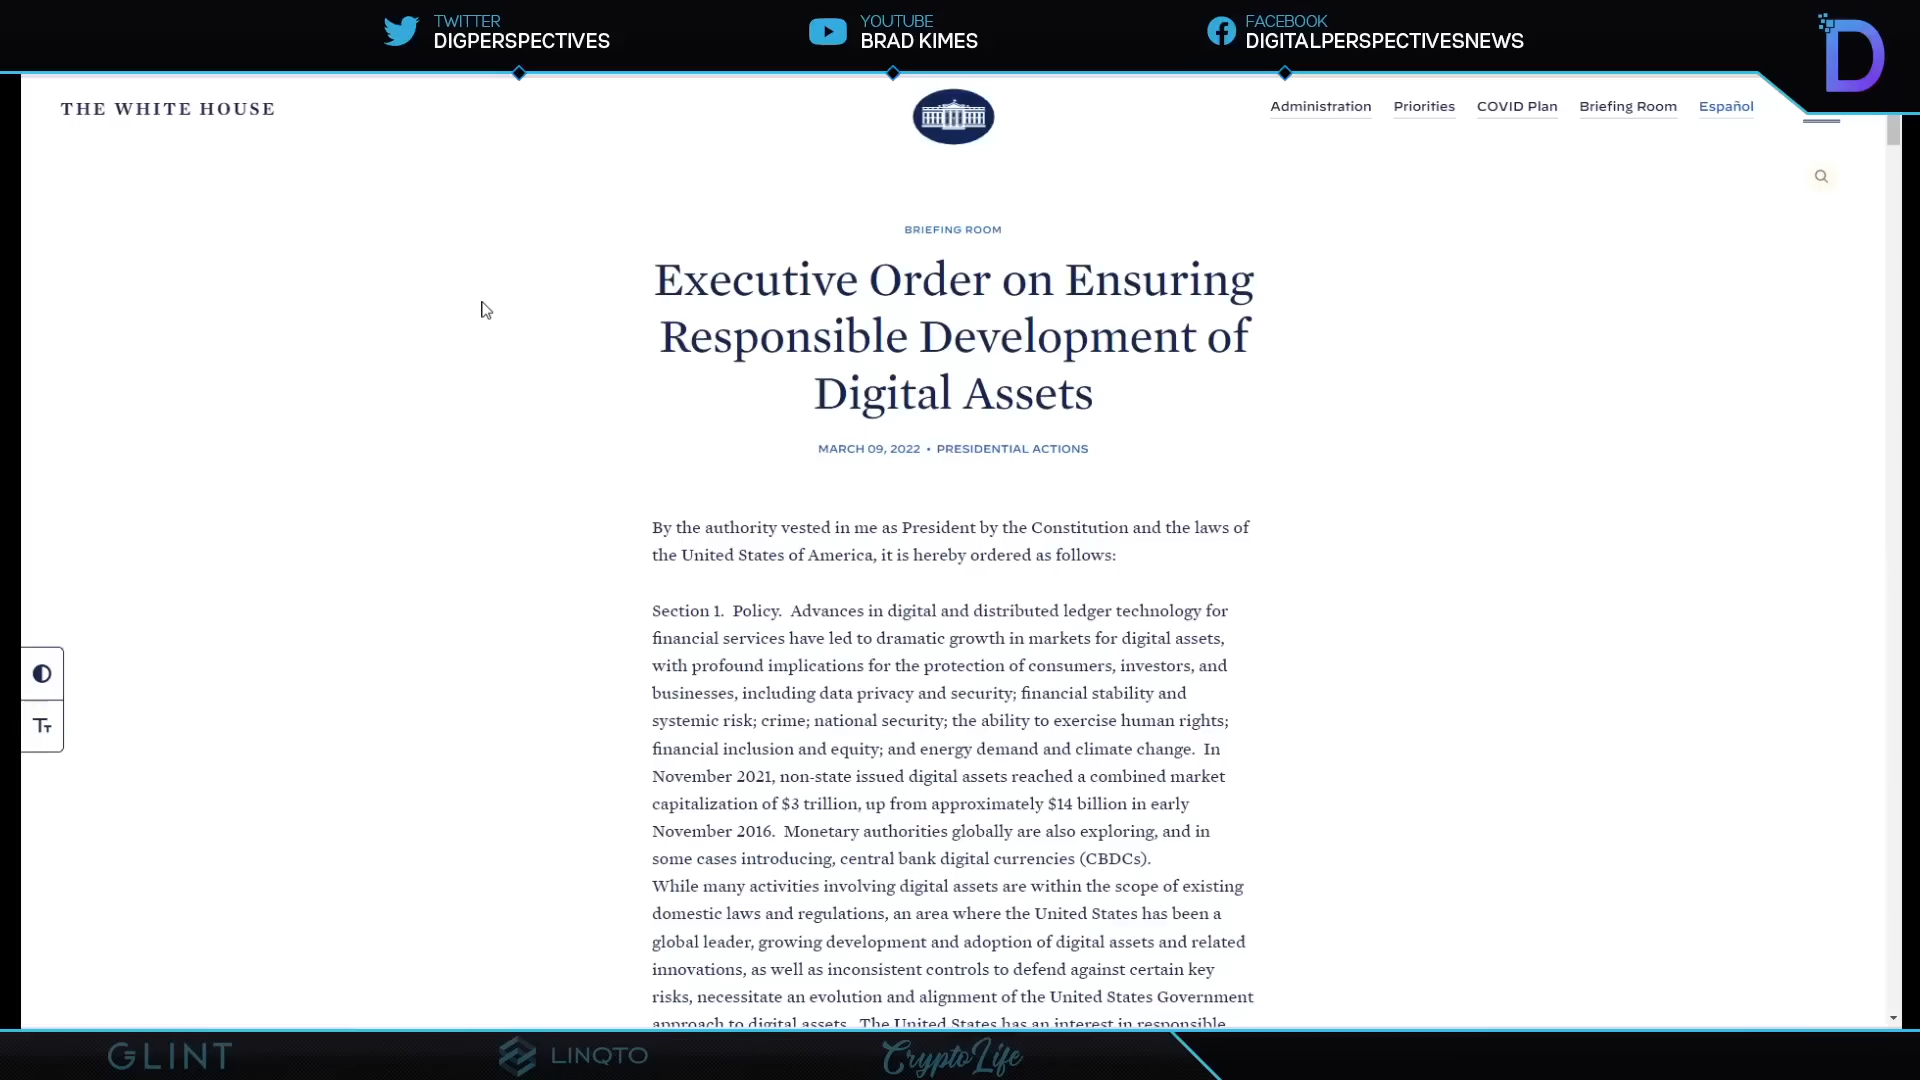 TWITTER
DIGPERSPECTIVES
YOUTUBE
BRAD KIMES
FACEBOOK
DIGITALPERSPECTIVESNEWS
D
THE WHITE HOUSE
Administration
Priorities
COVID Plan
Briefing Room
Español
BRIEFING ROOM
Executive Order on Ensuring
Responsible Development of
Digital Assets
MARCH 09, 2022 • PRESIDENTIAL ACTIONS
By the authority vested in me as President by the Constitution and the laws of
the United States of America, it is hereby ordered as follows:
Section 1.  Policy.  Advances in digital and distributed ledger technology for
financial services have led to dramatic growth in markets for digital assets,
with profound implications for the protection of consumers, investors, and
businesses, including data privacy and security; financial stability and
systemic risk; crime; national security; the ability to exercise human rights;
financial inclusion and equity; and energy demand and climate change.  In
November 2021, non-state issued digital assets reached a combined market
capitalization of $3 trillion, up from approximately $14 billion in early
November 2016.  Monetary authorities globally are also exploring, and in
some cases introducing, central bank digital currencies (CBDCs).
While many activities involving digital assets are within the scope of existing
domestic laws and regulations, an area where the United States has been a
global leader, growing development and adoption of digital assets and related
innovations, as well as inconsistent controls to defend against certain key
risks, necessitate an evolution and alignment of the United States Government
approach to digital assets.  The United States has an interest in responsible
TT
GLINT
LINQTO
CryptoLife